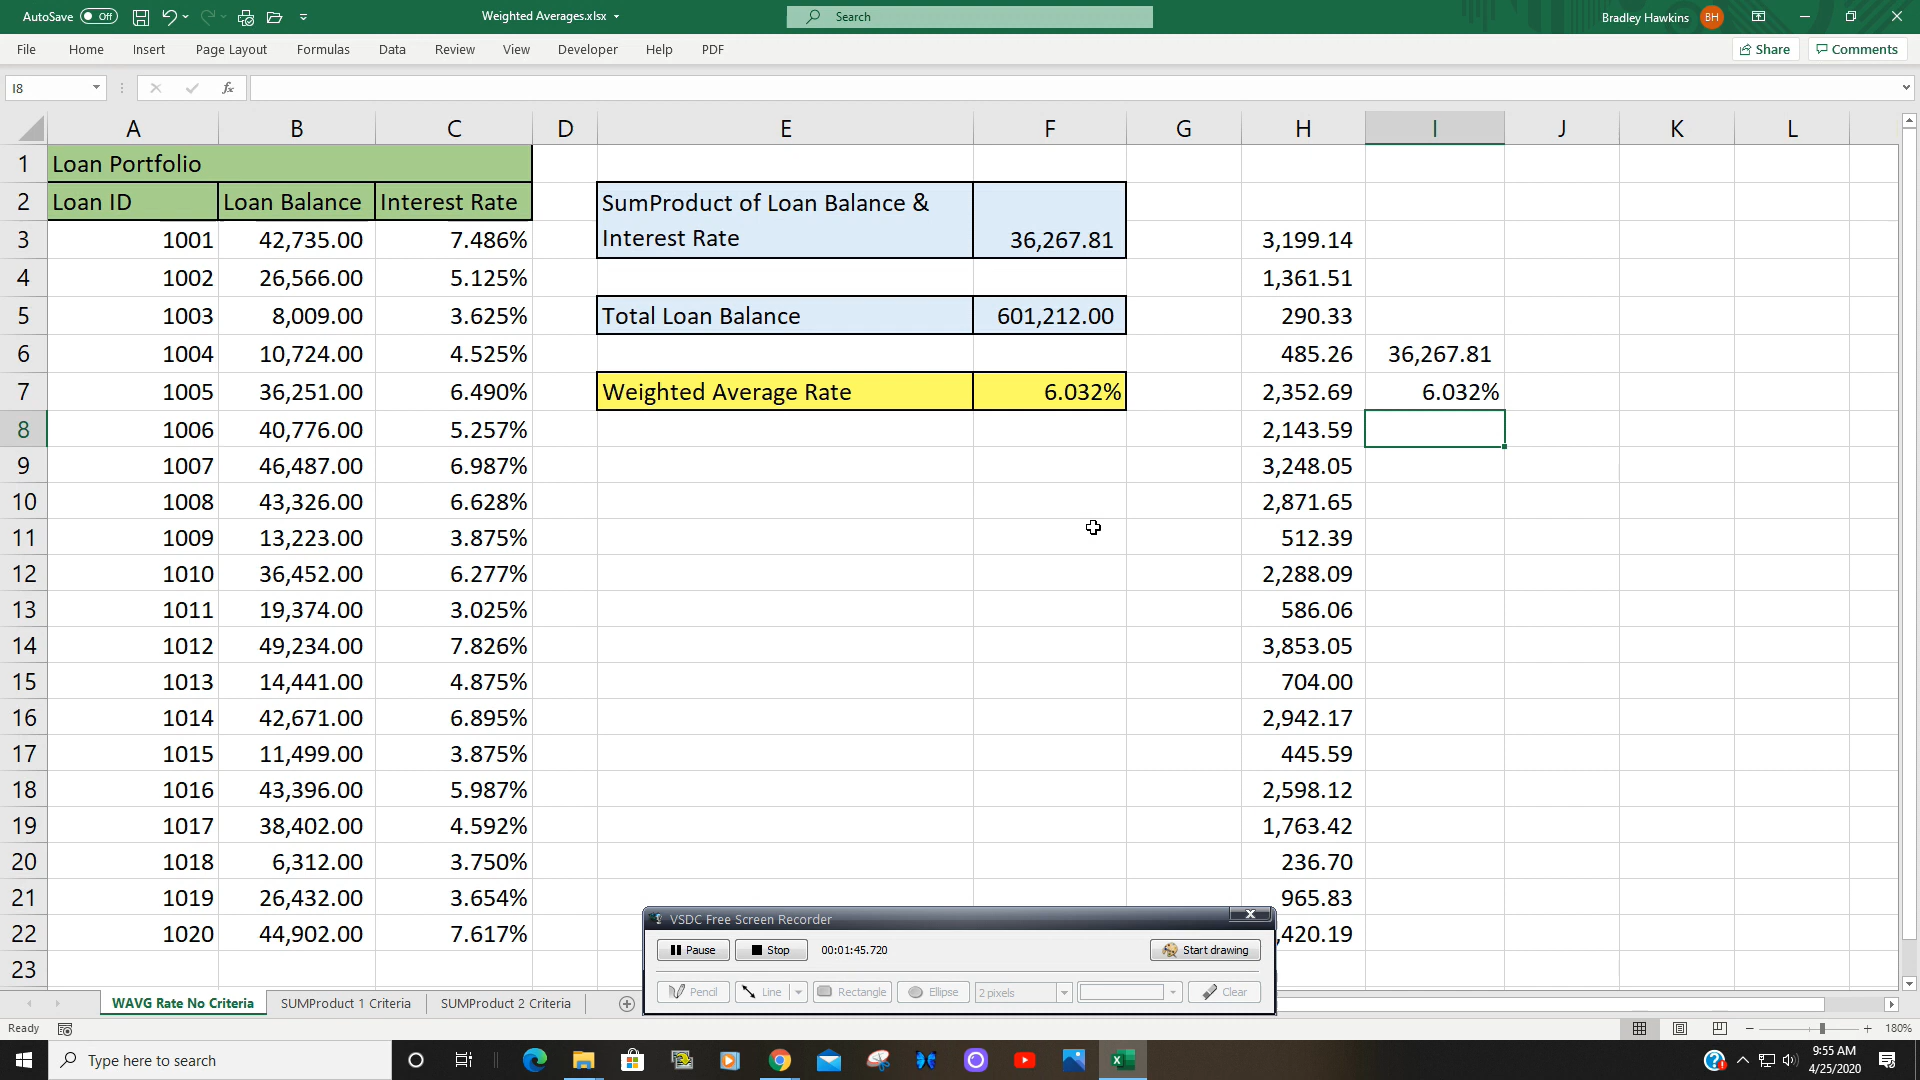 AutoSave Off Weighted Averages.xlsx Search Bradley Hawkins BH
File Home Insert Page Layout Formulas Data Review View Developer Help PDF Share Comments
I8 fx
A B C D E F G H I J K L
1 Loan Portfolio
2 Loan ID Loan Balance Interest Rate SumProduct of Loan Balance &
3 1001 42,735.00 7.486% Interest Rate 36,267.81 3,199.14
4 1002 26,566.00 5.125% 1,361.51
5 1003 8,009.00 3.625% Total Loan Balance 601,212.00 290.33
6 1004 10,724.00 4.525% 485.26 36,267.81
7 1005 36,251.00 6.490% Weighted Average Rate 6.032% 2,352.69 6.032%
8 1006 40,776.00 5.257% 2,143.59
9 1007 46,487.00 6.987% 3,248.05
10 1008 43,326.00 6.628% 2,871.65
11 1009 13,223.00 3.875% 512.39
12 1010 36,452.00 6.277% 2,288.09
13 1011 19,374.00 3.025% 586.06
14 1012 49,234.00 7.826% 3,853.05
15 1013 14,441.00 4.875% 704.00
16 1014 42,671.00 6.895% 2,942.17
17 1015 11,499.00 3.875% 445.59
18 1016 43,396.00 5.987% 2,598.12
19 1017 38,402.00 4.592% 1,763.42
20 1018 6,312.00 3.750% 236.70
21 1019 26,432.00 3.654% 965.83
VSDC Free Screen Recorder
22 1020 44,902.00 7.617% ,420.19
Pause Stop 00:01:45.720 Start drawing
23
Pencil Line Rectangle Ellipse 2 pixels Clear
WAVG Rate No Criteria SUMProduct 1 Criteria SUMProduct 2 Criteria
Ready 180%
Type here to search 9:55 AM
4/25/2020